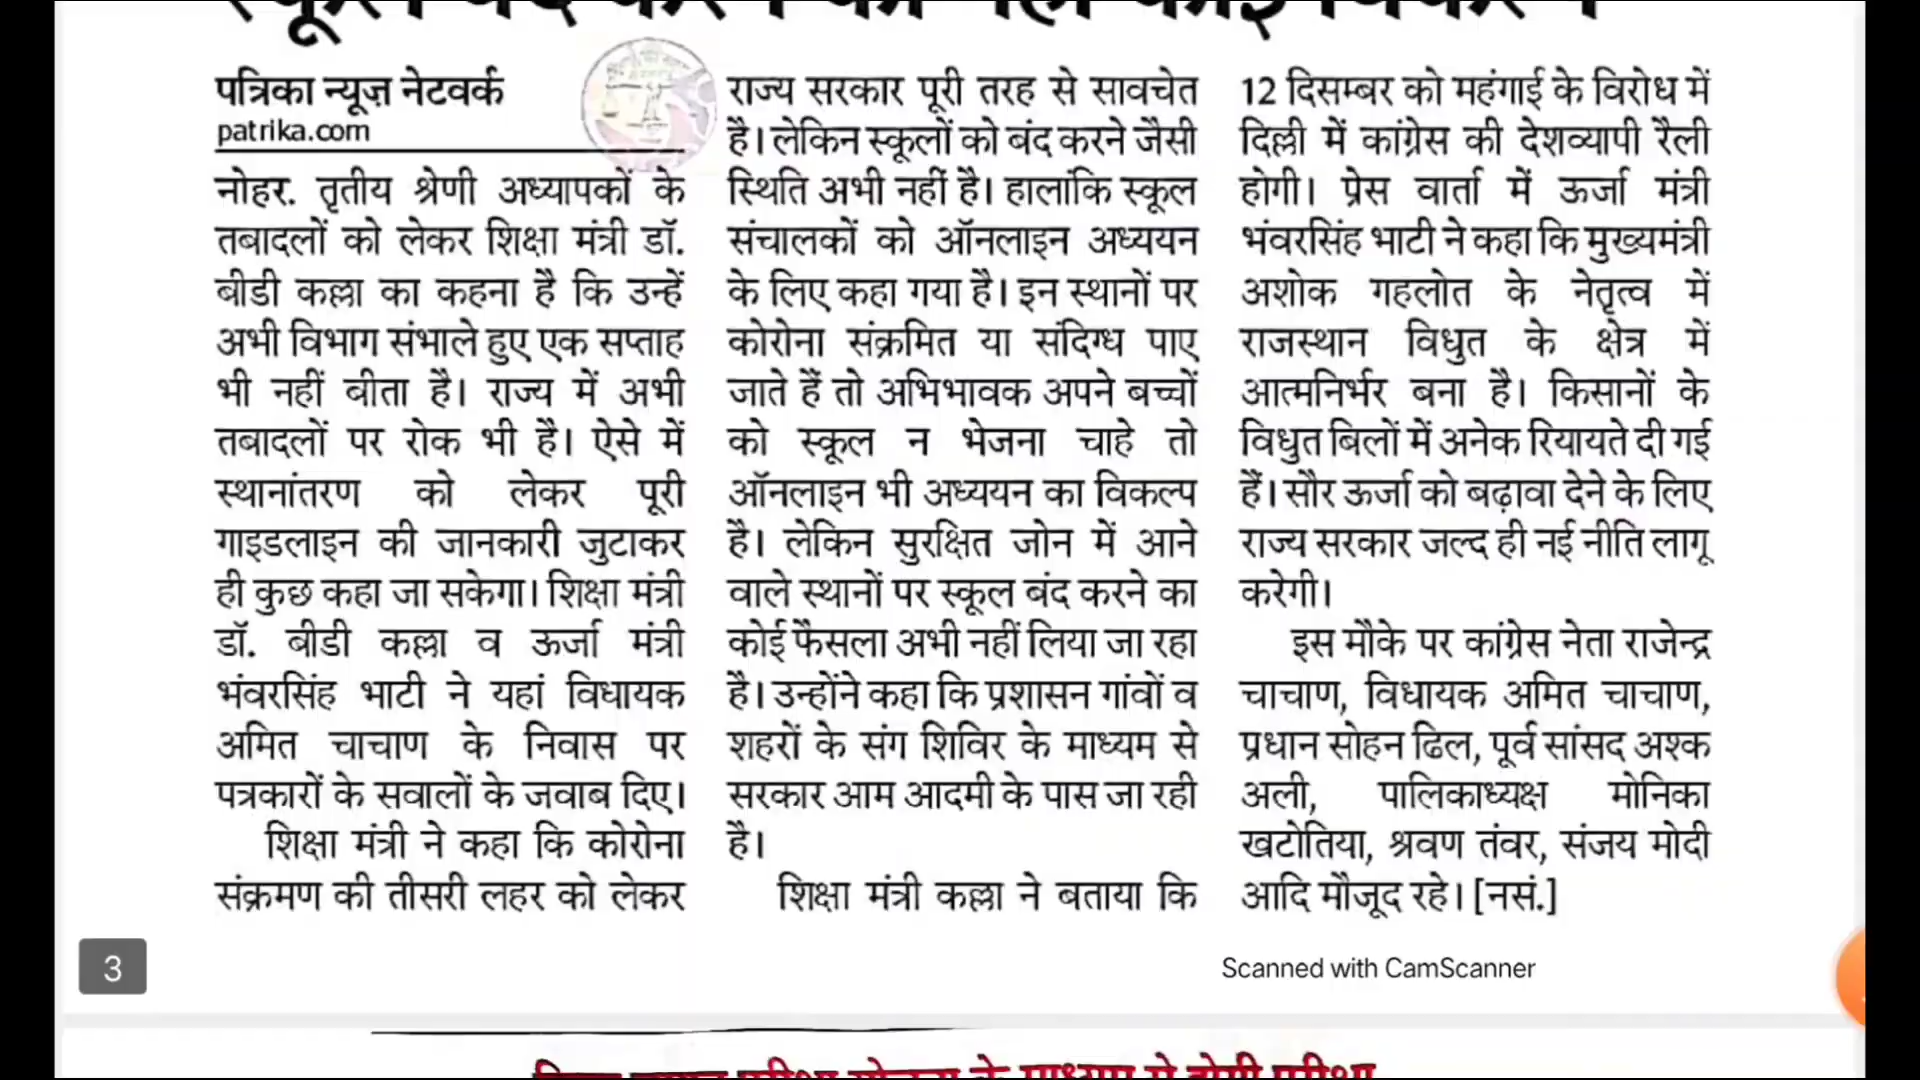 पत्रिका न्यूज़ नेटवर्क
patrika.com
नोहर. तृतीय श्रेणी अध्यापकों के
तबादलों को लेकर शिक्षा मंत्री डॉ.
बीडी कल्ला का कहना है कि उन्हें
अभी विभाग संभाले हुए एक सप्ताह
भी नहीं बीता है। राज्य में अभी
तबादलों पर रोक भी है। ऐसे में
स्थानांतरण को लेकर पूरी
गाइडलाइन की जानकारी जुटाकर
ही कुछ कहा जा सकेगा। शिक्षा मंत्री
डॉ. बीडी कल्ला व ऊर्जा मंत्री
भंवरसिंह भाटी ने यहां विधायक
अमित चाचाण के निवास पर
पत्रकारों के सवालों के जवाब दिए।
शिक्षा मंत्री ने कहा कि कोरोना
संक्रमण की तीसरी लहर को लेकर
राज्य सरकार पूरी तरह से सावचेत
है। लेकिन स्कूलों को बंद करने जैसी
स्थिति अभी नहीं है। हालांकि स्कूल
संचालकों को ऑनलाइन अध्ययन
के लिए कहा गया है। इन स्थानों पर
कोरोना संक्रमित या संदिग्ध पाए
जाते हैं तो अभिभावक अपने बच्चों
को स्कूल न भेजना चाहे तो
ऑनलाइन भी अध्ययन का विकल्प
है। लेकिन सुरक्षित जोन में आने
वाले स्थानों पर स्कूल बंद करने का
कोई फैसला अभी नहीं लिया जा रहा
है। उन्होंने कहा कि प्रशासन गांवों व
शहरों के संग शिविर के माध्यम से
सरकार आम आदमी के पास जा रही
है।
शिक्षा मंत्री कल्ला ने बताया कि
12 दिसम्बर को महंगाई के विरोध में
दिल्ली में कांग्रेस की देशव्यापी रैली
होगी। प्रेस वार्ता में ऊर्जा मंत्री
भंवरसिंह भाटी ने कहा कि मुख्यमंत्री
अशोक गहलोत के नेतृत्व में
राजस्थान विधुत के क्षेत्र में
आत्मनिर्भर बना है। किसानों के
विधुत बिलों में अनेक रियायते दी गई
हैं। सौर ऊर्जा को बढ़ावा देने के लिए
राज्य सरकार जल्द ही नई नीति लागू
करेगी।
इस मौके पर कांग्रेस नेता राजेन्द्र
चाचाण, विधायक अमित चाचाण,
प्रधान सोहन ढिल, पूर्व सांसद अश्क
अली, पालिकाध्यक्ष मोनिका
खटोतिया, श्रवण तंवर, संजय मोदी
आदि मौजूद रहे। [नसं.]
3
Scanned with CamScanner